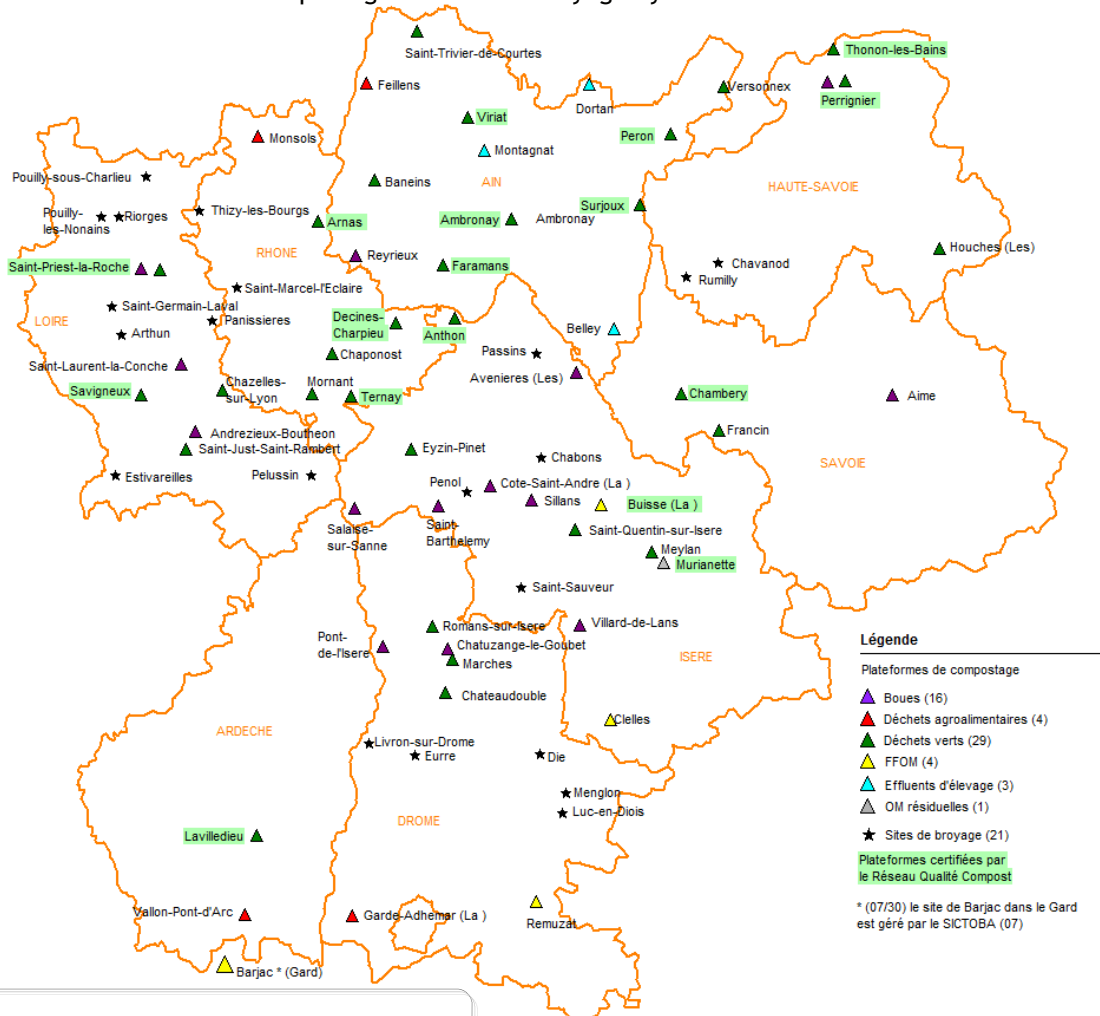 Saint-Trivier-de-Courtes
Thonon-les-Bains
Feillens
Versonnex
Perrignier
Dortan
Viriat
Peron
Monsols
Montagnat
Pouilly-sous-Charlieu
Baneins
AIN
HAUTE-SAVOIE
Pouilly-
les-Nonains
Riorges
Thizy-les-Bourgs
Arnas
Ambronay
Ambronay
Surjoux
RHONE
Reyrieux
Houches (Les)
Saint-Priest-la-Roche
Faramans
Chavanod
Rumilly
Saint-Marcel-l'Eclaire
Saint-Germain-Laval
LOIRE
Panissieres
Arthun
Decines-
Charpieu
Anthon
Belley
Chaponost
Passins
Saint-Laurent-la-Conche
Avenieres (Les)
Savigneux
Chazelles-
sur-Lyon
Mornant
Ternay
Chambery
Aime
Andrezieux-Boutheon
Saint-Just-Saint-Rambert
Eyzin-Pinet
Francin
Chabons
SAVOIE
Estivareilles
Pelussin
Penol
Cote-Saint-Andre (La )
Sillans
Buisse (La )
Salaise-
sur-Sanne
Saint-
Barthelemy
Saint-Quentin-sur-Isere
Meylan
Murianette
Saint-Sauveur
Romans-sur-Isere
Villard-de-Lans
Pont-
de-l'Isere
Chatuzange-le-Goubet
Marches
ISERE
Chateaudouble
Clelles
ARDECHE
Livron-sur-Drome
Eurre
Die
Menglon
Luc-en-Diois
DROME
Lavilledieu
Vallon-Pont-d'Arc
Garde-Adhemar (La )
Remuzat
Barjac * (Gard)
Légende
Plateformes de compostage
Boues (16)
Déchets agroalimentaires (4)
Déchets verts (29)
FFOM (4)
Effluents d'élevage (3)
OM résiduelles (1)
Sites de broyage (21)
Plateformes certifiées par
le Réseau Qualité Compost
* (07/30) le site de Barjac dans le Gard
est géré par le SICTOBA (07)